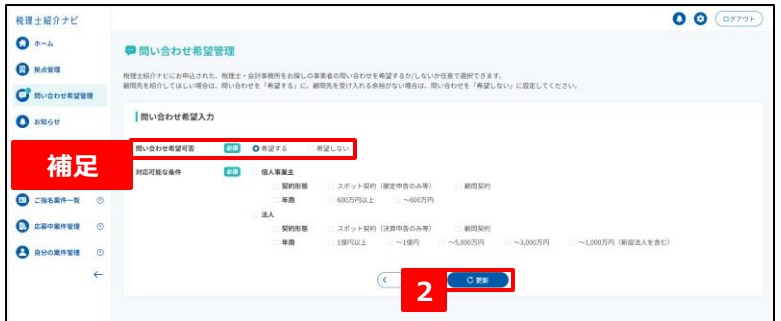 税理士紹介ナビ
ログアウト
ホーム
拠点管理
問い合わせ希望管理
お知らせ
補足
ご指名案件一覧
応募中案件管理
自分の案件管理
問い合わせ希望管理
税理士紹介ナビにお申込された、税理士・会計事務所をお探しの事業者の問い合わせを希望するか/しないか任意で選択できます。
顧問先を紹介してほしい場合は、問い合わせを「希望する」に、顧問先を受け入れる余裕がない場合は、問い合わせを「希望しない」に設定してください。
問い合わせ希望入力
問い合わせ希望可否 必須 希望する 希望しない
対応可能な条件 必須 個人事業主
契約形態 スポット契約（確定申告のみ等） 顧問契約
年商 600万円以上 ～600万円
法人
契約形態 スポット契約（決算申告のみ等） 顧問契約
年商 1億円以上 ～1億円 ～5,000万円 ～3,000万円 ～1,000万円（新設法人を含む）
2
更新